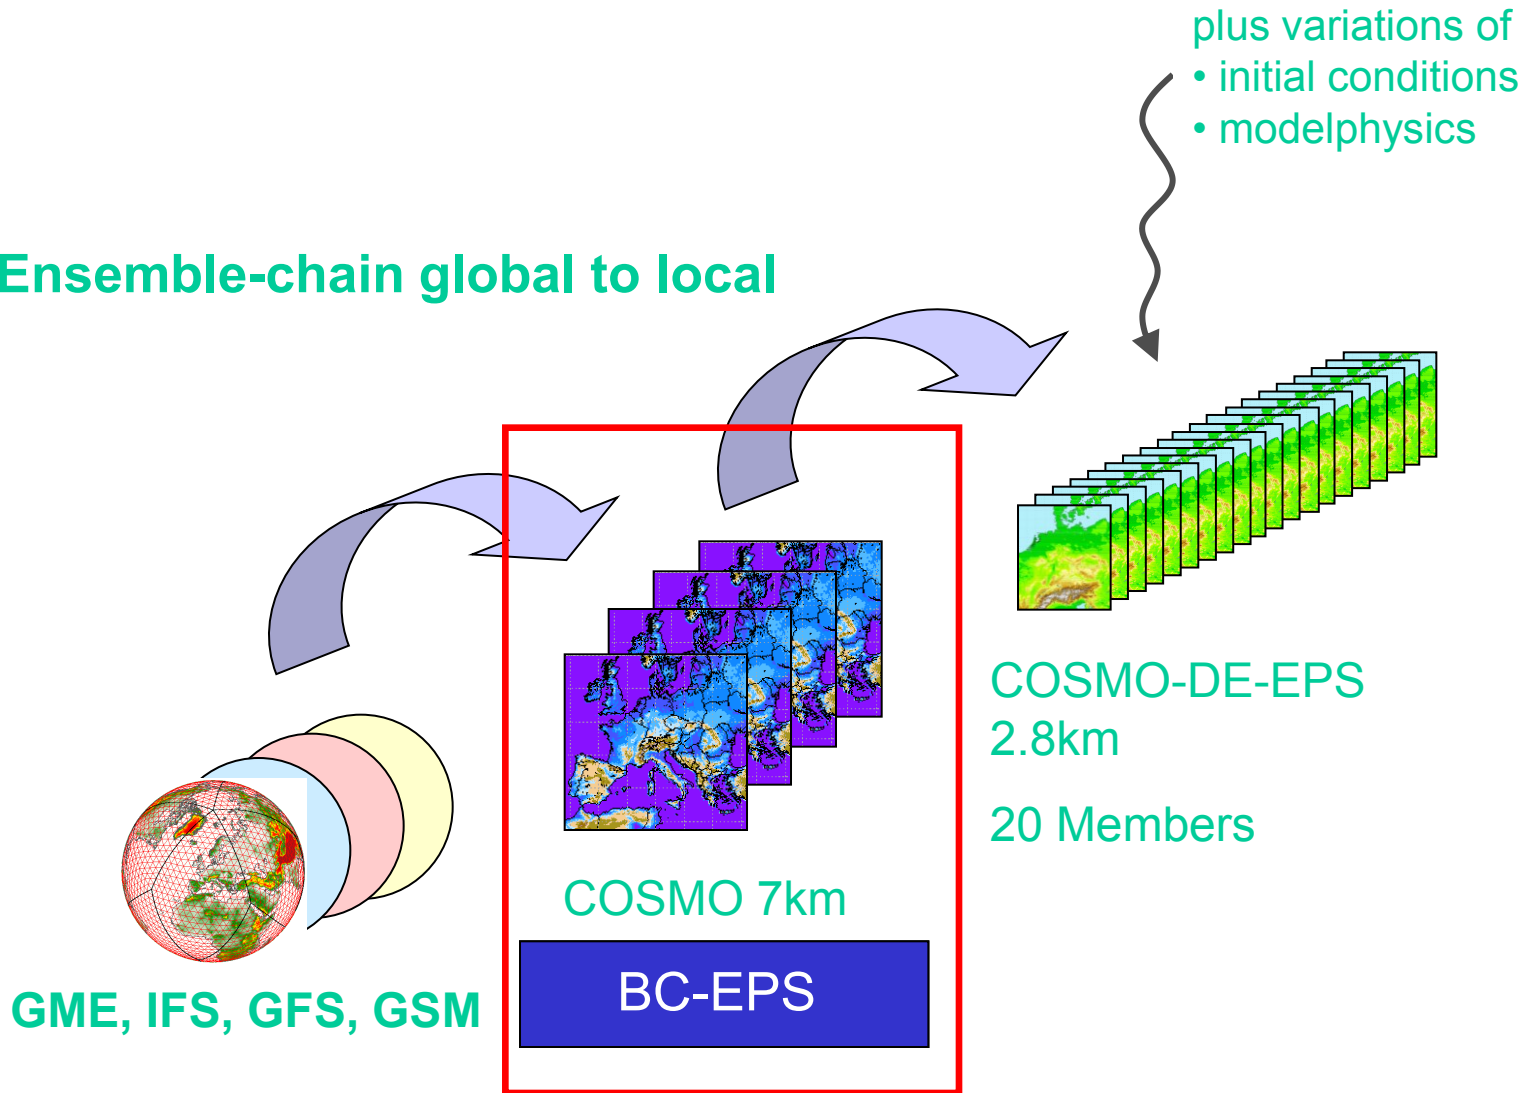 plus variations of
• initial conditions
• modelphysics
Ensemble-chain global to local
COSMO-DE-EPS
2.8km
20 Members
COSMO 7km
BC-EPS
GME, IFS, GFS, GSM